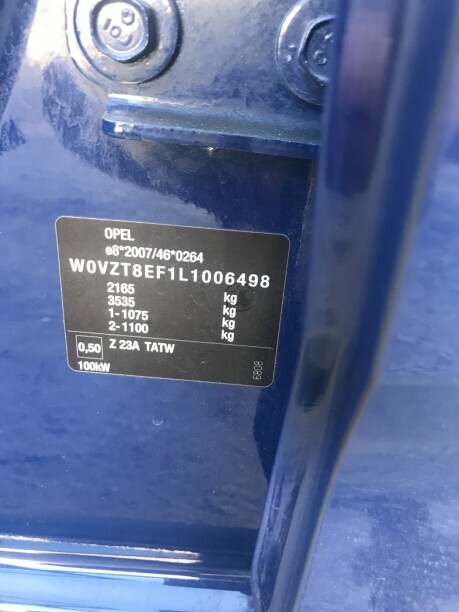 OPEL
e8*2007/46*0264
W0VZT8EF1L1006498
2165 kg
3535 kg
1-1075 kg
2-1100 kg
0,50 Z 23A TATW
100kW
6808